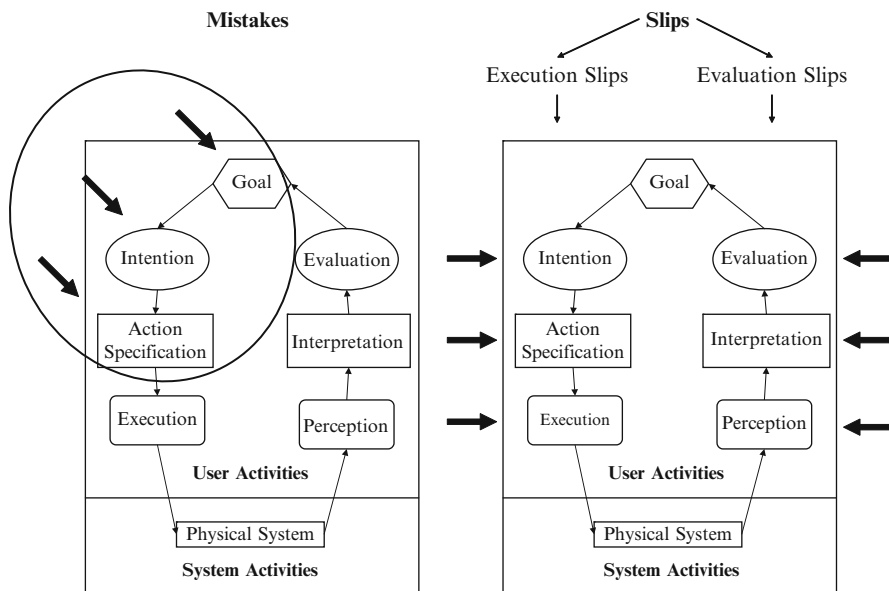 Mistakes
Goal
Intention
Evaluation
Action
Specification
Interpretation
Execution
Perception
User Activities
Physical System
System Activities
Slips
Execution Slips
Evaluation Slips
Goal
Intention
Evaluation
Action
Specification
Interpretation
Execution
Perception
User Activities
Physical System
System Activities